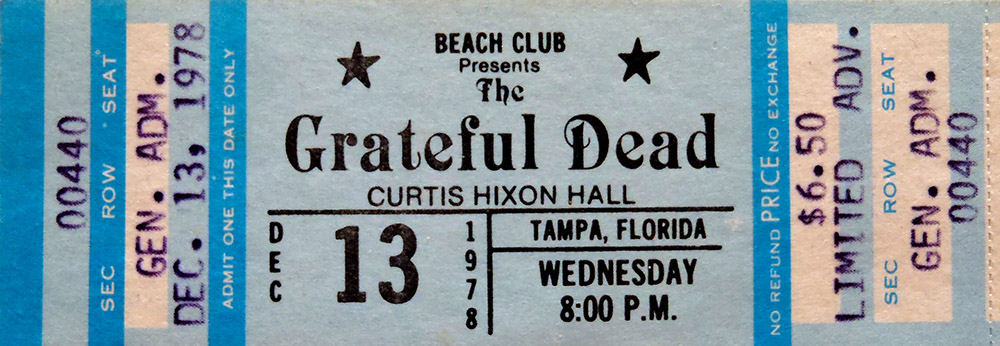 00440
SEC ROW SEAT
GEN. ADM.
DEC. 13, 1978
ADMIT ONE THIS DATE ONLY
BEACH CLUB
Presents
The
Grateful Dead
CURTIS HIXON HALL
DEC
13
1978
TAMPA, FLORIDA
WEDNESDAY
8:00 P.M.
NO REFUND PRICE NO EXCHANGE
$6.50
LIMITED ADV.
SEC ROW SEAT
GEN. ADM.
00440